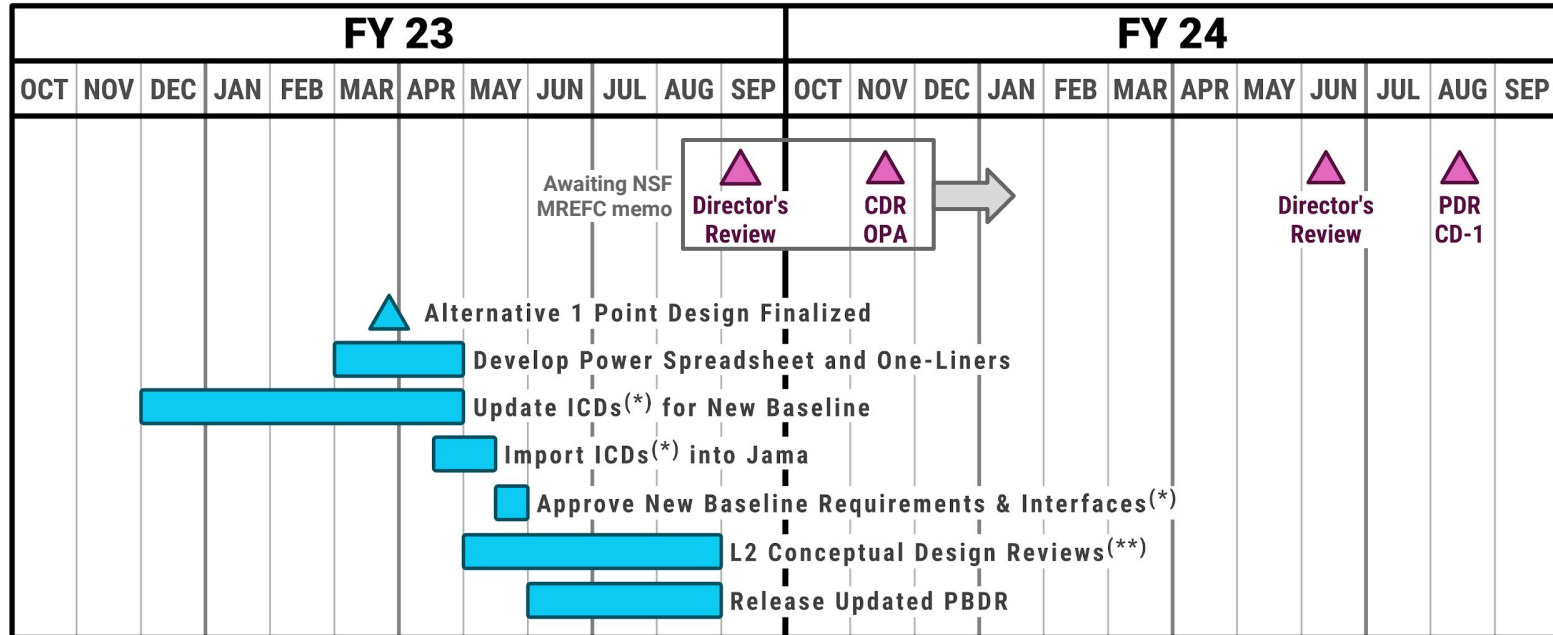 FY 23 FY 24
OCT NOV DEC JAN FEB MAR APR MAY JUN JUL AUG SEP OCT NOV DEC JAN FEB MAR APR MAY JUN JUL AUG SEP
Awaiting NSF
MREFC memo
Director's
Review
CDR
OPA
Director's
Review
PDR
CD-1
Alternative 1 Point Design Finalized
Develop Power Spreadsheet and One-Liners
Update ICDs(*) for New Baseline
Import ICDs(*) into Jama
Approve New Baseline Requirements & Interfaces(*)
L2 Conceptual Design Reviews(**)
Release Updated PBDR